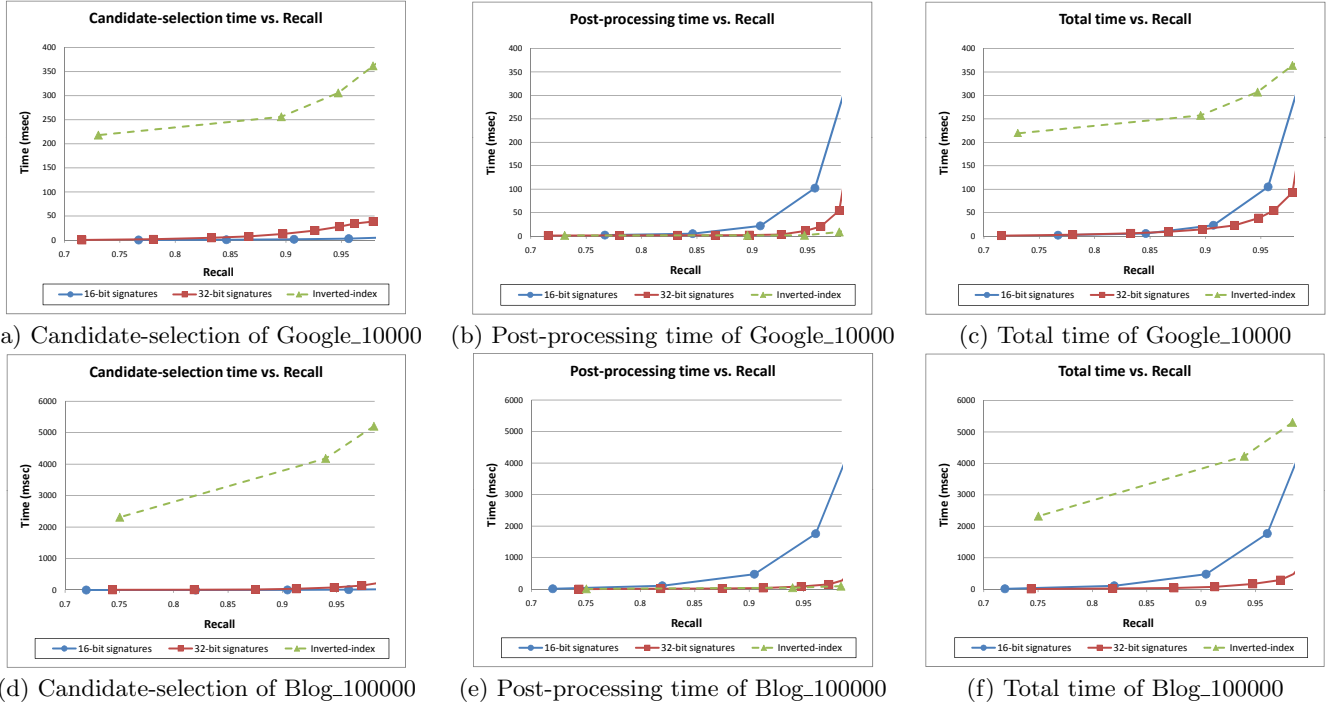 Candidate-selection time vs. Recall
400
350
300
250
200
150
100
50
0
Time (msec)
0.7 0.75 0.8 0.85 0.9 0.95
Recall
16-bit signatures 32-bit signatures Inverted-index
a) Candidate-selection of Google_10000
Post-processing time vs. Recall
400
350
300
250
200
150
100
50
0
Time (msec)
0.7 0.75 0.8 0.85 0.9 0.95
Recall
16-bit signatures 32-bit signatures Inverted-index
(b) Post-processing time of Google_10000
Total time vs. Recall
400
350
300
250
200
150
100
50
0
Time (msec)
0.7 0.75 0.8 0.85 0.9 0.95
Recall
16-bit signatures 32-bit signatures Inverted-index
(c) Total time of Google_10000
Candidate-selection time vs. Recall
6000
5000
4000
3000
2000
1000
0
Time (msec)
0.7 0.75 0.8 0.85 0.9 0.95
Recall
16-bit signatures 32-bit signatures Inverted-index
(d) Candidate-selection of Blog_100000
Post-processing time vs. Recall
6000
5000
4000
3000
2000
1000
0
Time (msec)
0.7 0.75 0.8 0.85 0.9 0.95
Recall
16-bit signatures 32-bit signatures Inverted-index
(e) Post-processing time of Blog_100000
Total time vs. Recall
6000
5000
4000
3000
2000
1000
0
Time (msec)
0.7 0.75 0.8 0.85 0.9 0.95
Recall
16-bit signatures 32-bit signatures Inverted-index
(f) Total time of Blog_100000